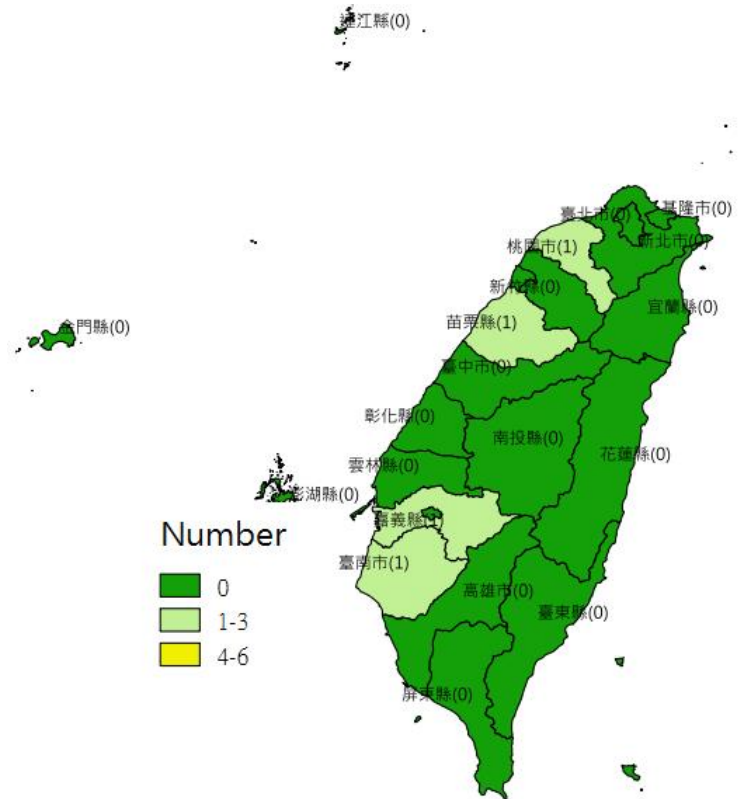 連江縣(0)
基隆市(0)
臺北市(0)
新北市(0)
桃園市(1)
新竹縣(0)
宜蘭縣(0)
苗栗縣(1)
金門縣(0)
臺中市(0)
彰化縣(0)
南投縣(0)
花蓮縣(0)
雲林縣(0)
澎湖縣(0)
嘉義縣(1)
Number
臺南市(1)
0
高雄市(0)
1-3
臺東縣(0)
4-6
屏東縣(0)